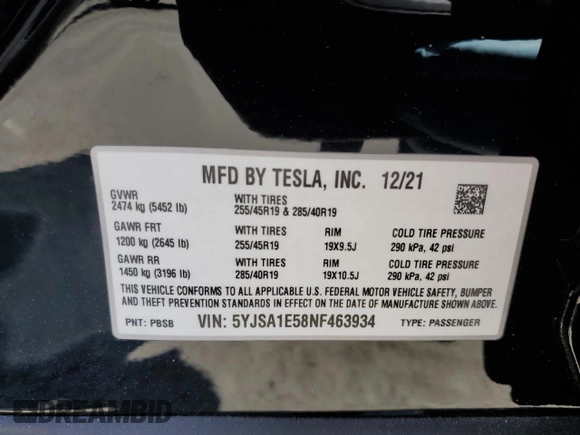 MFD BY TESLA, INC. 12/21
GVWR WITH TIRES
2474 kg (5452 lb) 255/45R19 & 285/40R19
GAWR FRT WITH TIRES RIM COLD TIRE PRESSURE
1200 kg (2645 lb) 255/45R19 19X9.5J 290 kPa, 42 psi
GAWR RR WITH TIRES RIM COLD TIRE PRESSURE
1450 kg (3196 lb) 285/40R19 19X10.5J 290 kPa, 42 psi
THIS VEHICLE CONFORMS TO ALL APPLICABLE U.S. FEDERAL MOTOR VEHICLE SAFETY, BUMPER
AND THEFT PREVENTION STANDARDS IN EFFECT ON THE DATE OF MANUFACTURE SHOWN ABOVE.
PNT: PBSB VIN: 5YJSA1E58NF463934 TYPE: PASSENGER
DREAMBID